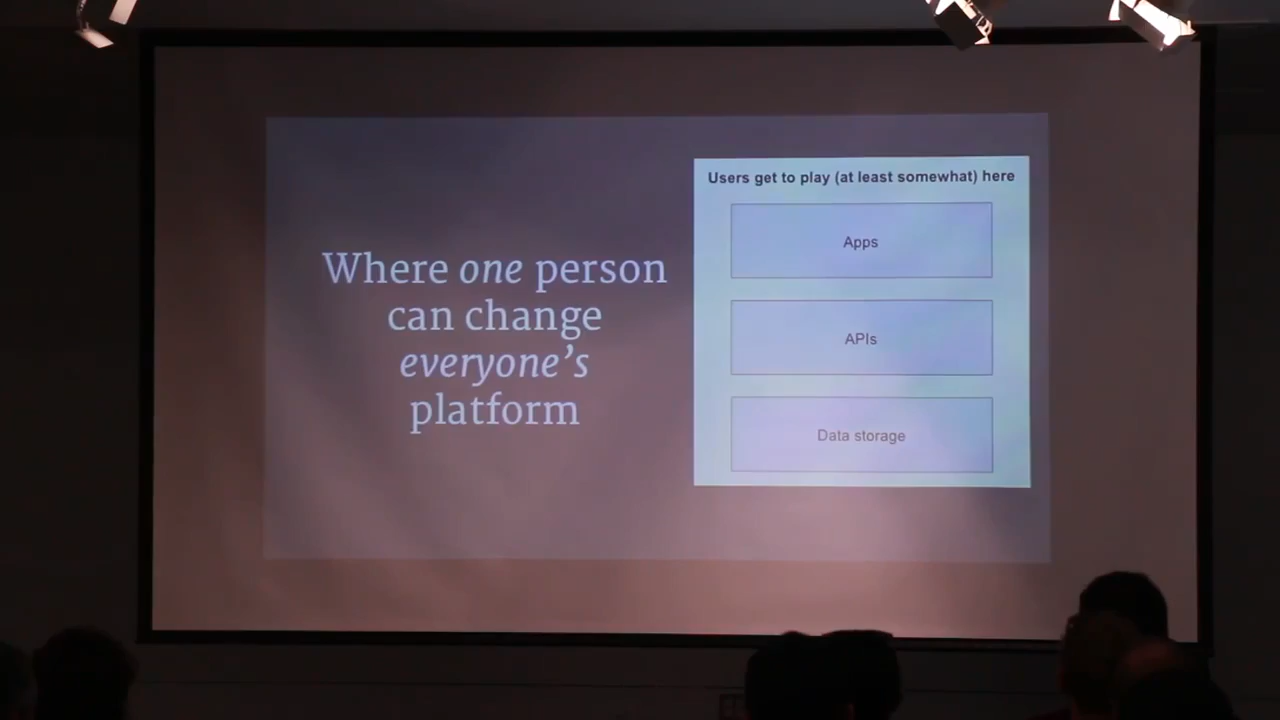 Where one person
can change
everyone’s
platform
Users get to play (at least somewhat) here
Apps
APIs
Data storage